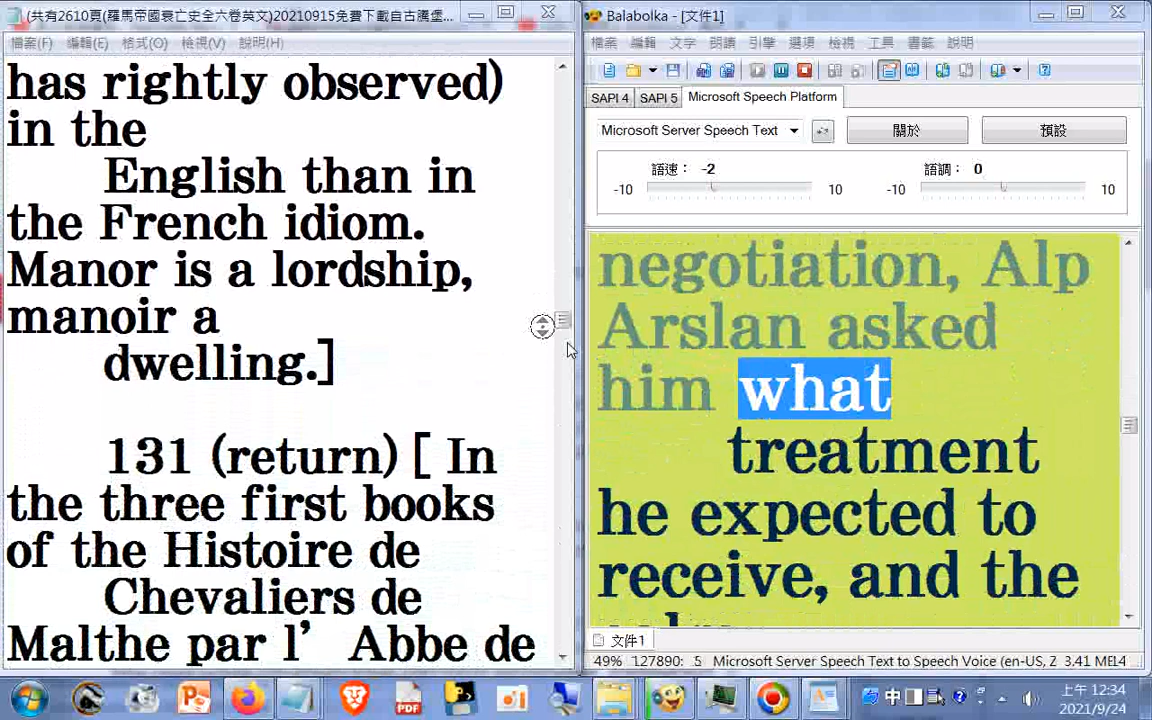 (共有2610頁(羅馬帝國衰亡史全六卷英文)20210915免費下載自古騰堡...
檔案(F) 編輯(E) 格式(O) 檢視(V) 說明(H)
has rightly observed)
in the
English than in
the French idiom.
Manor is a lordship,
manoir a
dwelling.]
131 (return) [ In
the three first books
of the Histoire de
Chevaliers de
Malthe par l’ Abbe de
Balabolka - [文件1]
檔案 編輯 文字 朗讀 引擎 選項 檢視 工具 書籤 說明
SAPI 4 SAPI 5 Microsoft Speech Platform
Microsoft Server Speech Text 關於 預設
語速： -2 語調： 0
-10 10 -10 10
negotiation, Alp
Arslan asked
him what
treatment
he expected to
receive, and the
文件1
49% 127890: 5 Microsoft Server Speech Text to Speech Voice (en-US, Z 3.41 ME14
PDF 中 上午 12:34
2021/9/24